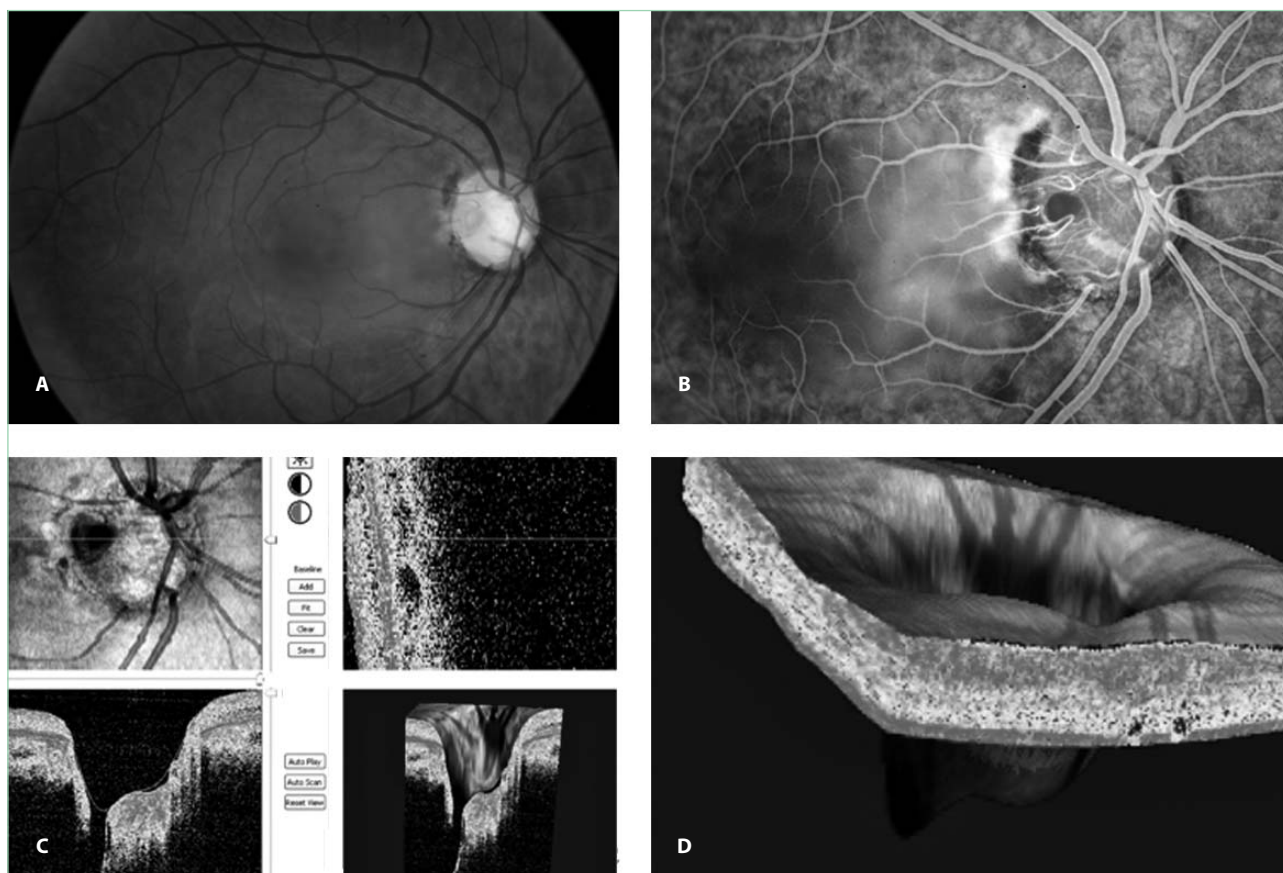 A
B
Baseline
Add
Fit
Clear
Save
Auto Play
Auto Scan
Reset View
C
D